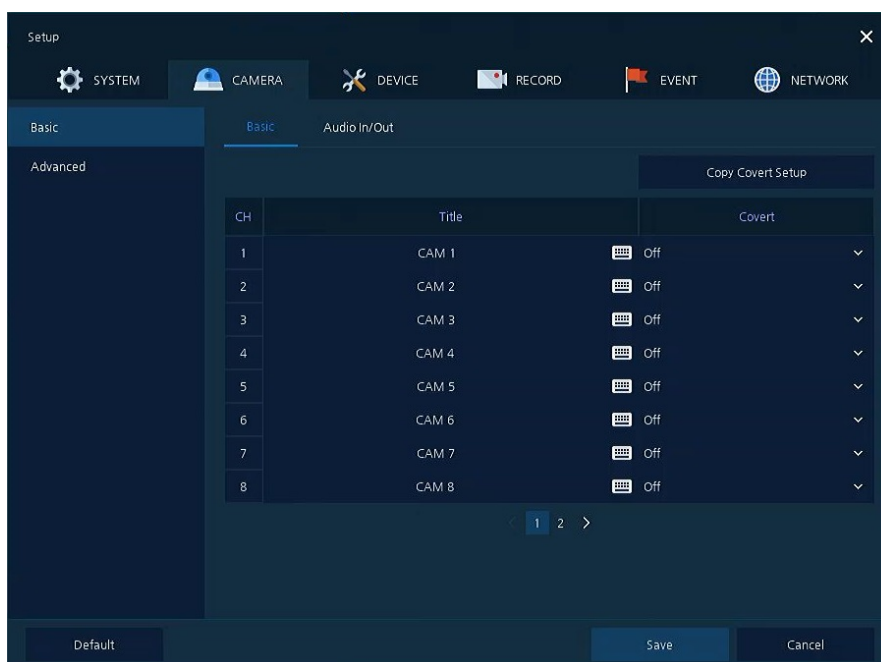 Setup
SYSTEM CAMERA DEVICE RECORD EVENT NETWORK
Basic
Advanced
Basic Audio In/Out
Copy Covert Setup
CH Title Covert
1 CAM 1 Off
2 CAM 2 Off
3 CAM 3 Off
4 CAM 4 Off
5 CAM 5 Off
6 CAM 6 Off
7 CAM 7 Off
8 CAM 8 Off
1 2
Default Save Cancel